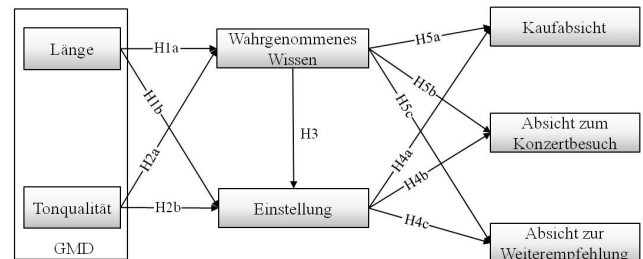 Länge
Tonqualität
GMD
H1a
H1b
H2a
H2b
Wahrgenommenes
Wissen
H3
Einstellung
H5a
H5b
H5c
H4a
H4b
H4c
Kaufabsicht
Absicht zum
Konzertbesuch
Absicht zur
Weiterempfehlung